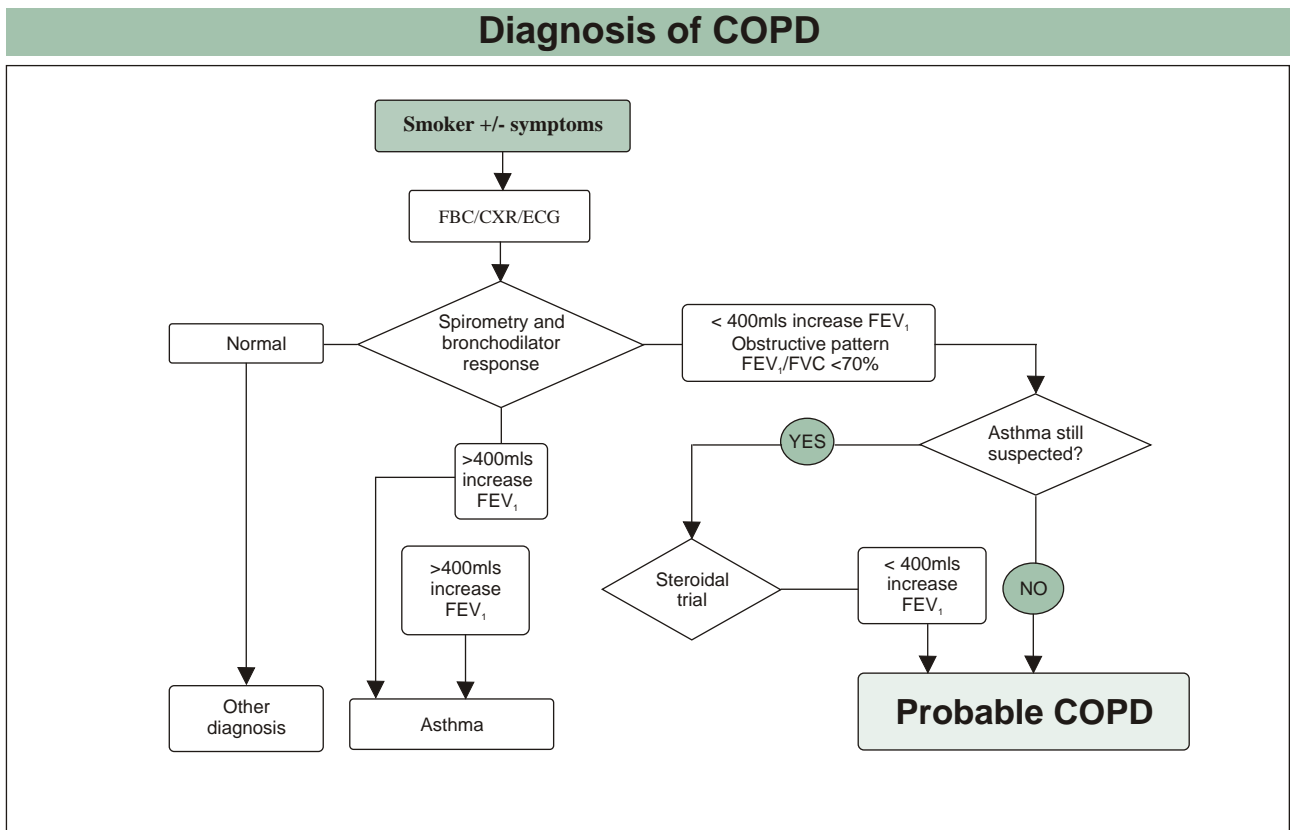 Diagnosis of COPD
Smoker +/- symptoms
FBC/CXR/ECG
Spirometry and
bronchodilator
response
Normal
< 400mls increase FEV₁
Obstructive pattern
FEV₁/FVC <70%
>400mls
increase
FEV₁
YES
Asthma still
suspected?
>400mls
increase
FEV₁
Steroidal
trial
< 400mls
increase
FEV₁
NO
Other
diagnosis
Asthma
Probable COPD